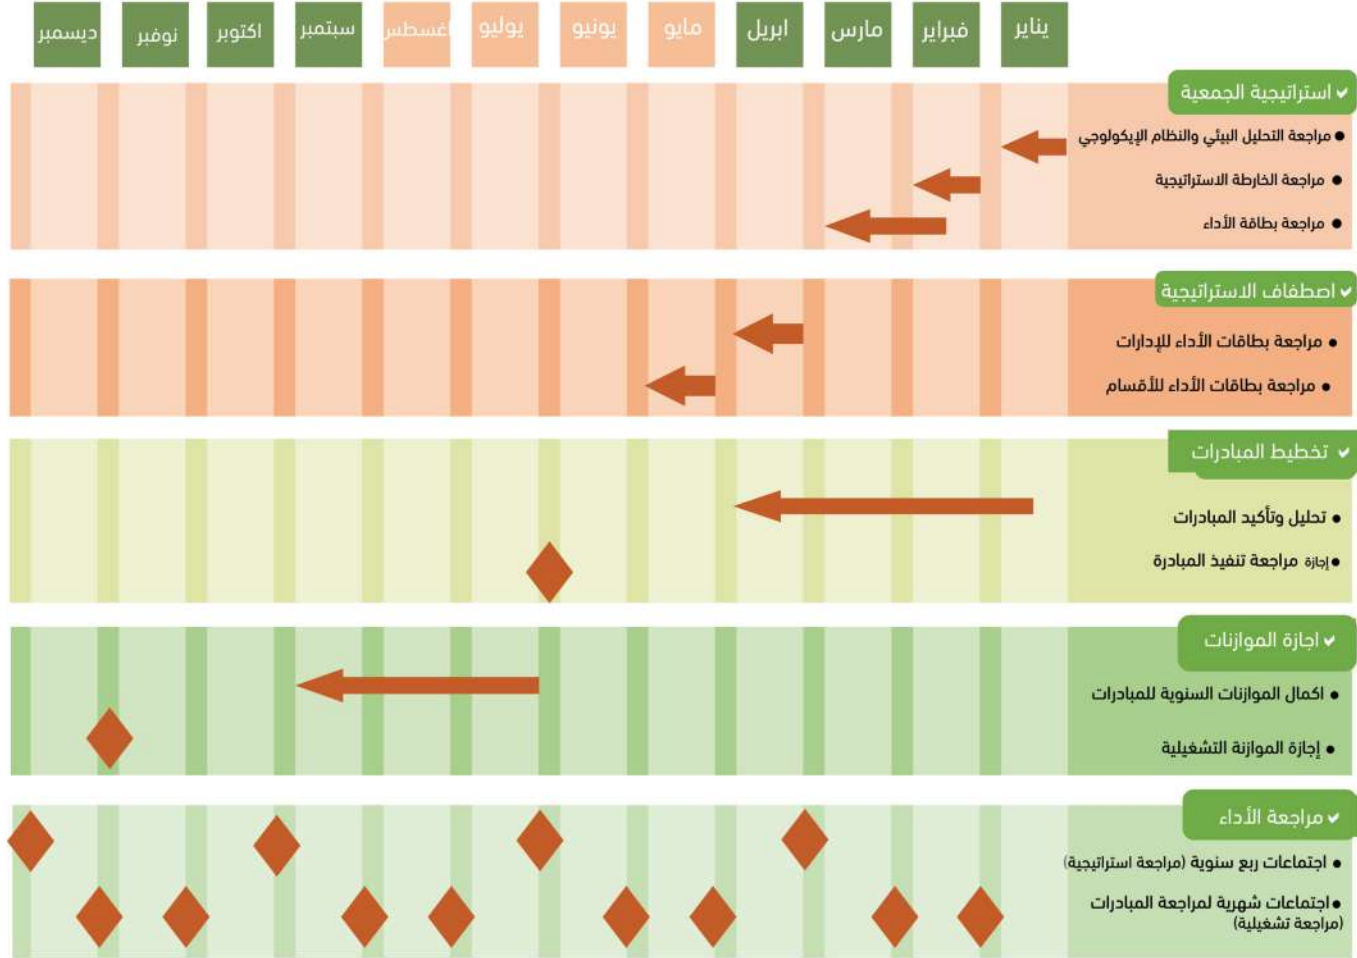 يناير
فبراير
مارس
ابريل
مايو
يونيو
يوليو
اغسطس
سبتمبر
اكتوبر
نوفبر
ديسمبر
استراتيجية الجمعية
مراجعة التحليل البيئي والنظام الإيكولوجي
مراجعة الخارطة الاستراتيجية
مراجعة بطاقة الأداء
اصطفاف الاستراتيجية
مراجعة بطاقات الأداء للإدارات
مراجعة بطاقات الأداء للأقسام
تخطيط المبادرات
تحليل وتأكيد المبادرات
إجازة مراجعة تنفيذ المبادرة
اجازة الموازنات
اكمال الموازنات السنوية للمبادرات
إجازة الموازنة التشغيلية
مراجعة الأداء
اجتماعات ربع سنوية (مراجعة استراتيجية)
اجتماعات شهرية لمراجعة المبادرات
(مراجعة تشغيلية)